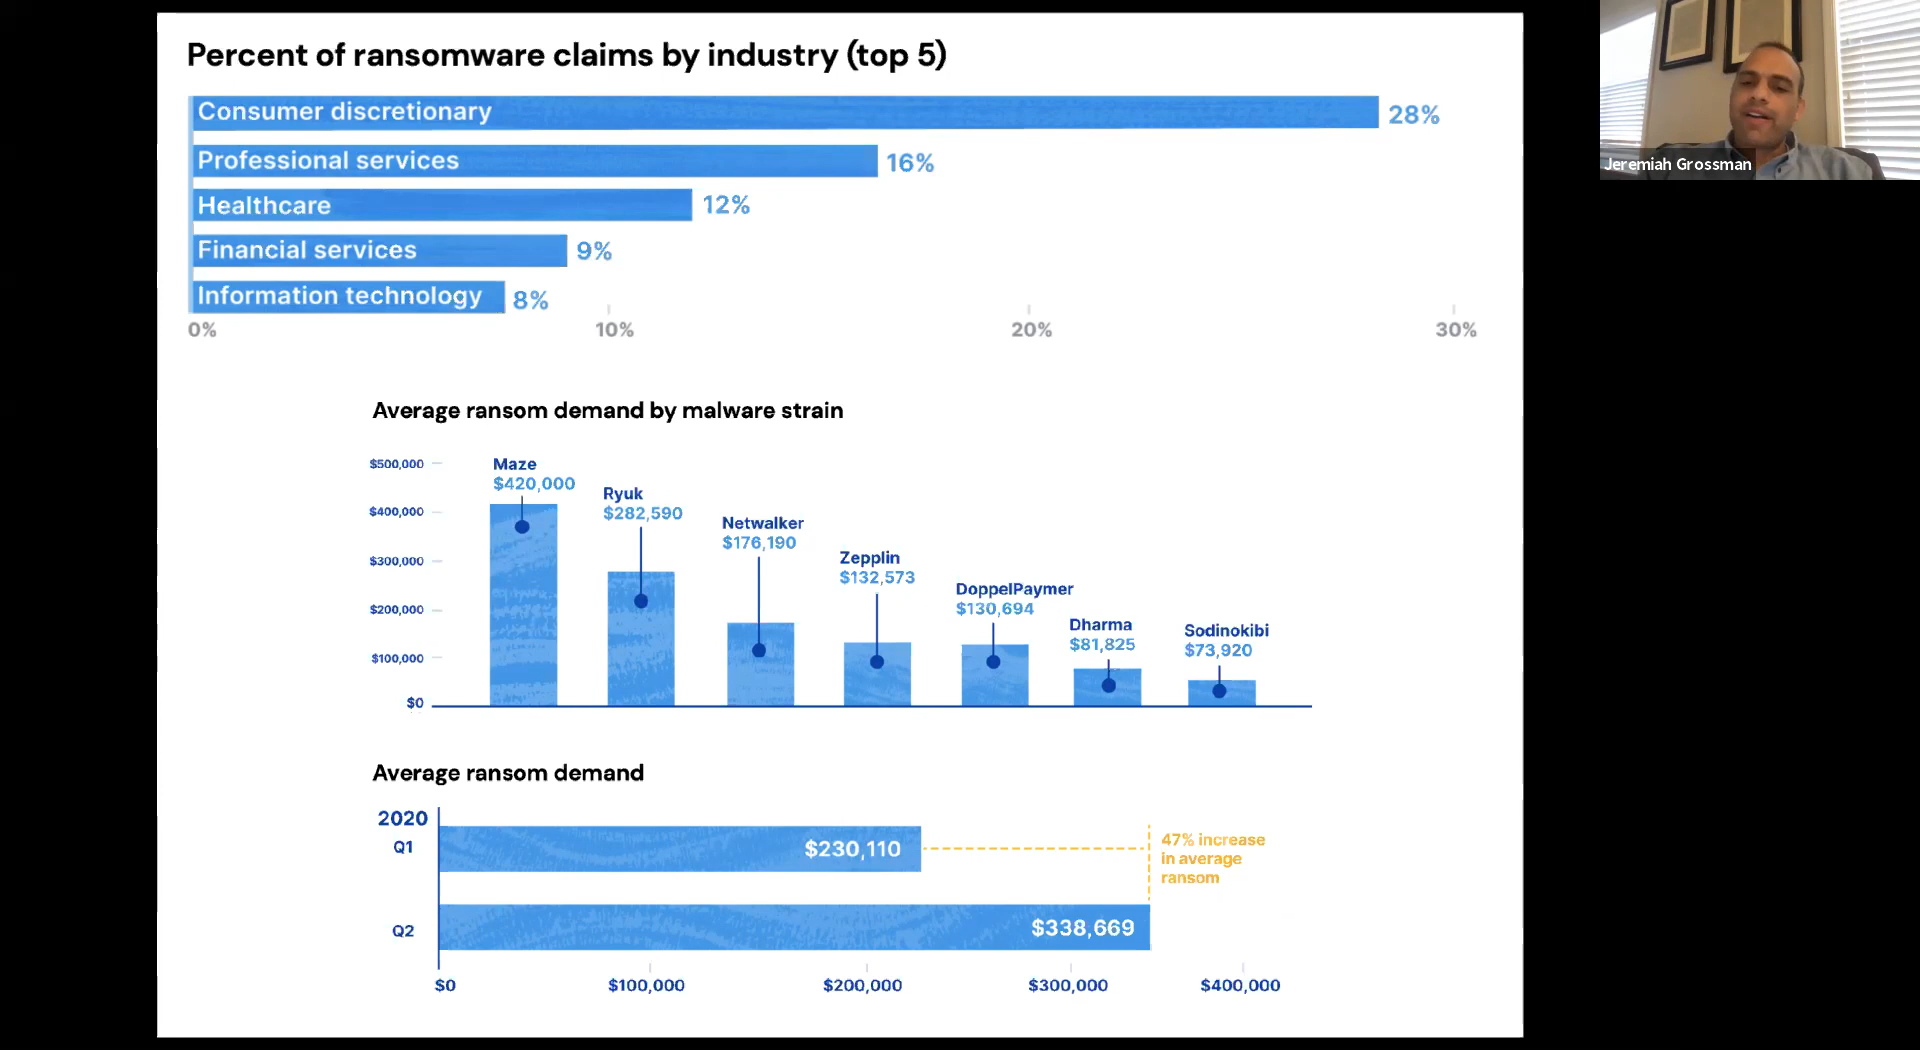 Percent of ransomware claims by industry (top 5)
Consumer discretionary 28%
Professional services 16%
Healthcare 12%
Financial services 9%
Information technology 8%
0% 10% 20% 30%
Average ransom demand by malware strain
$500,000
$400,000
$300,000
$200,000
$100,000
$0
Maze
$420,000
Ryuk
$282,590
Netwalker
$176,190
Zepplin
$132,573
DoppelPaymer
$130,694
Dharma
$81,825
Sodinokibi
$73,920
Average ransom demand
2020
Q1 $230,110
47% increase
in average
ransom
Q2 $338,669
$0 $100,000 $200,000 $300,000 $400,000
Jeremiah Grossman